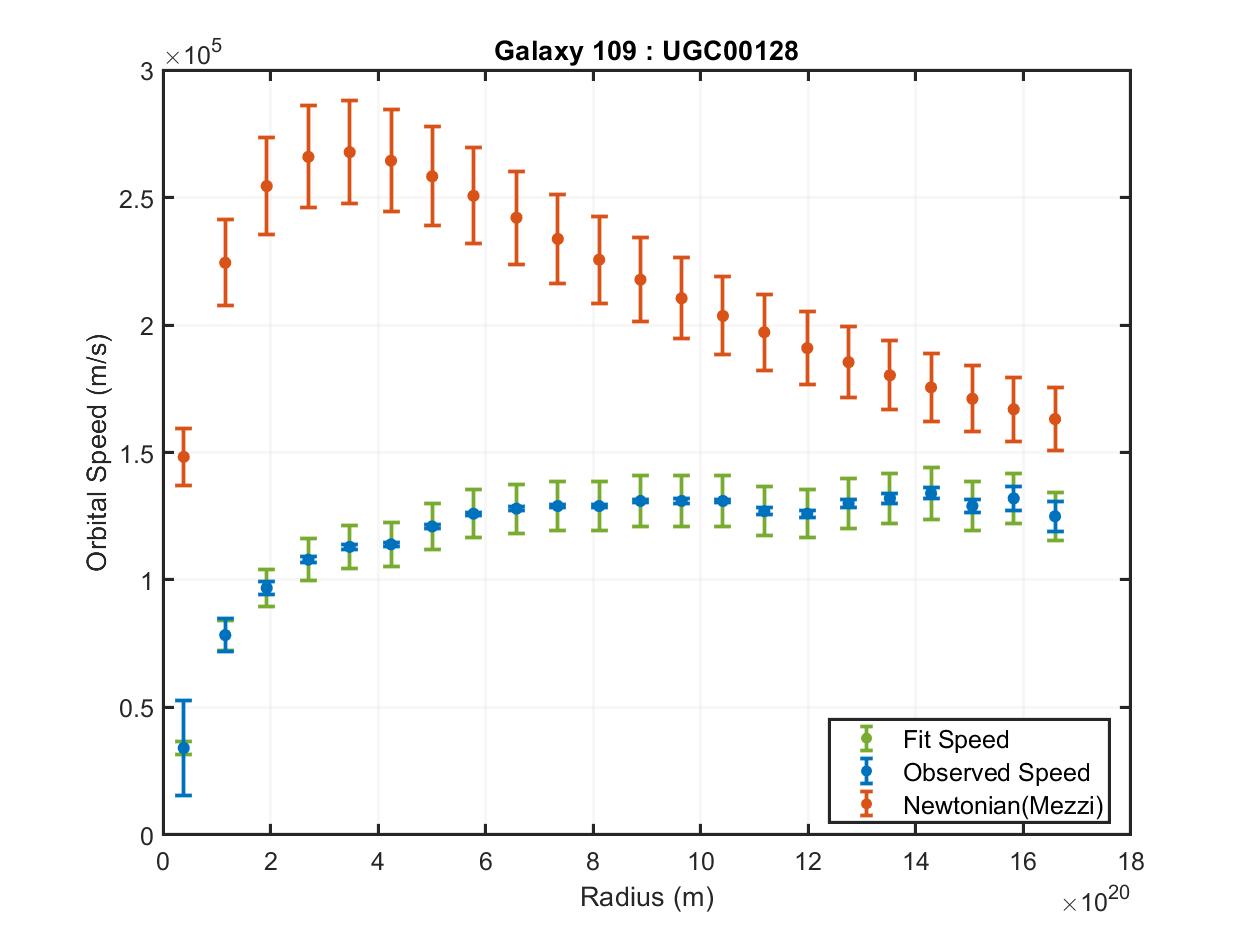 Galaxy 109 : UGC00128
×10^5
3
2.5
2
1.5
1
0.5
0
Orbital Speed (m/s)
Fit Speed
Observed Speed
Newtonian(Mezzi)
0 2 4 6 8 10 12 14 16 18
Radius (m)
×10^20